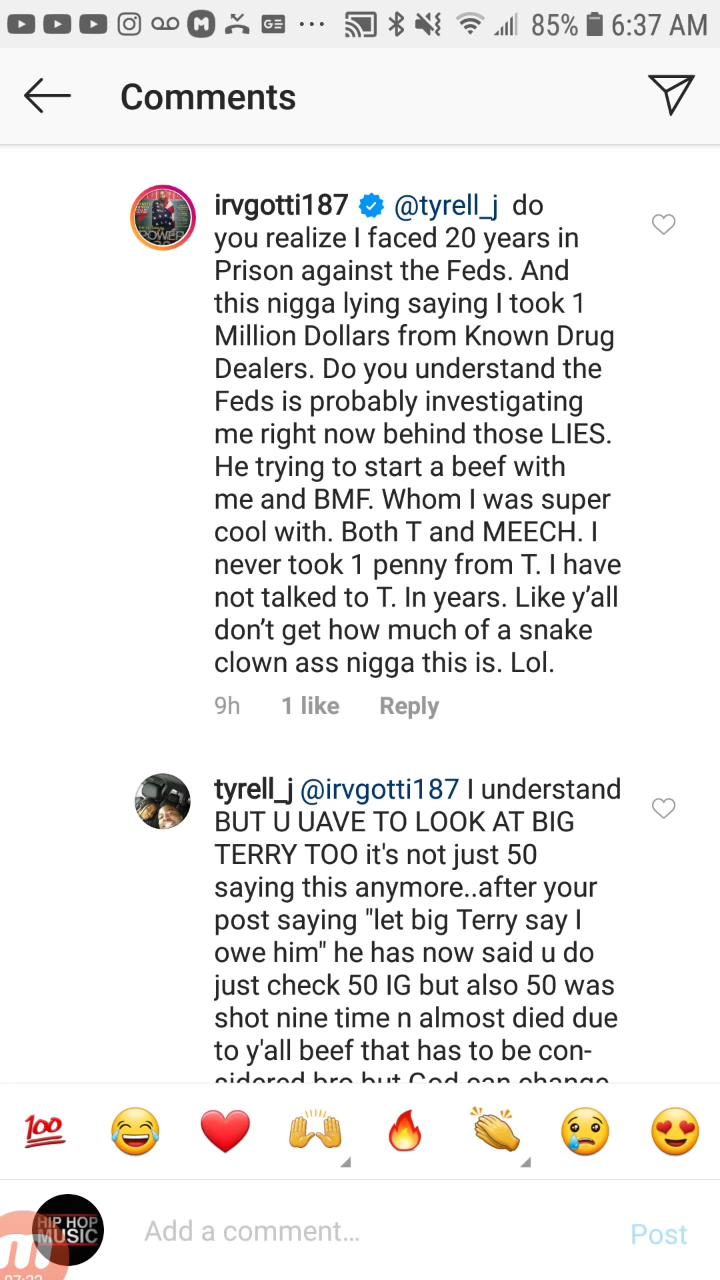 85% 6:37 AM
Comments
irvgotti187 @tyrell_j do
you realize I faced 20 years in
Prison against the Feds. And
this nigga lying saying I took 1
Million Dollars from Known Drug
Dealers. Do you understand the
Feds is probably investigating
me right now behind those LIES.
He trying to start a beef with
me and BMF. Whom I was super
cool with. Both T and MEECH. I
never took 1 penny from T. I have
not talked to T. In years. Like y’all
don’t get how much of a snake
clown ass nigga this is. Lol.
9h 1 like Reply
tyrell_j @irvgotti187 I understand
BUT U UAVE TO LOOK AT BIG
TERRY TOO it's not just 50
saying this anymore..after your
post saying "let big Terry say I
owe him" he has now said u do
just check 50 IG but also 50 was
shot nine time n almost died due
to y'all beef that has to be con-
sidered bro but God can change
HIP HOP
MUSIC
Add a comment… Post